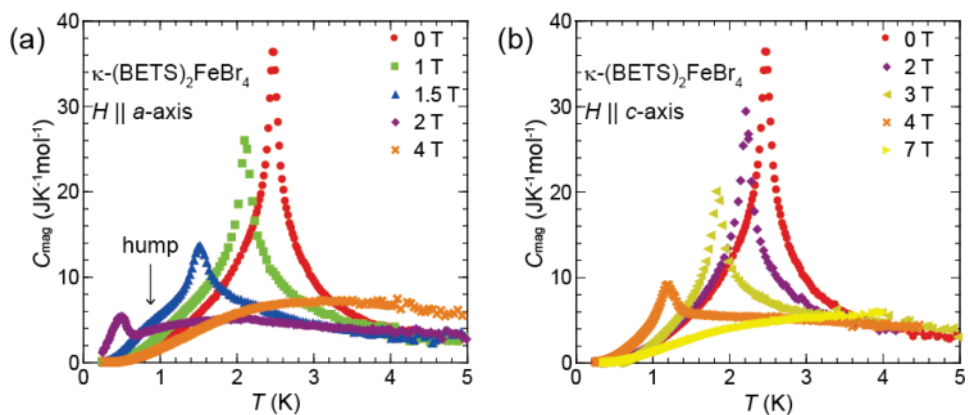 (a)
40
30
20
10
0
C_mag (JK⁻¹mol⁻¹)
κ-(BETS)₂FeBr₄
H || a-axis
hump
0 T
1 T
1.5 T
2 T
4 T
0 1 2 3 4 5
T (K)
(b)
40
30
20
10
0
C_mag (JK⁻¹mol⁻¹)
κ-(BETS)₂FeBr₄
H || c-axis
0 T
2 T
3 T
4 T
7 T
0 1 2 3 4 5
T (K)